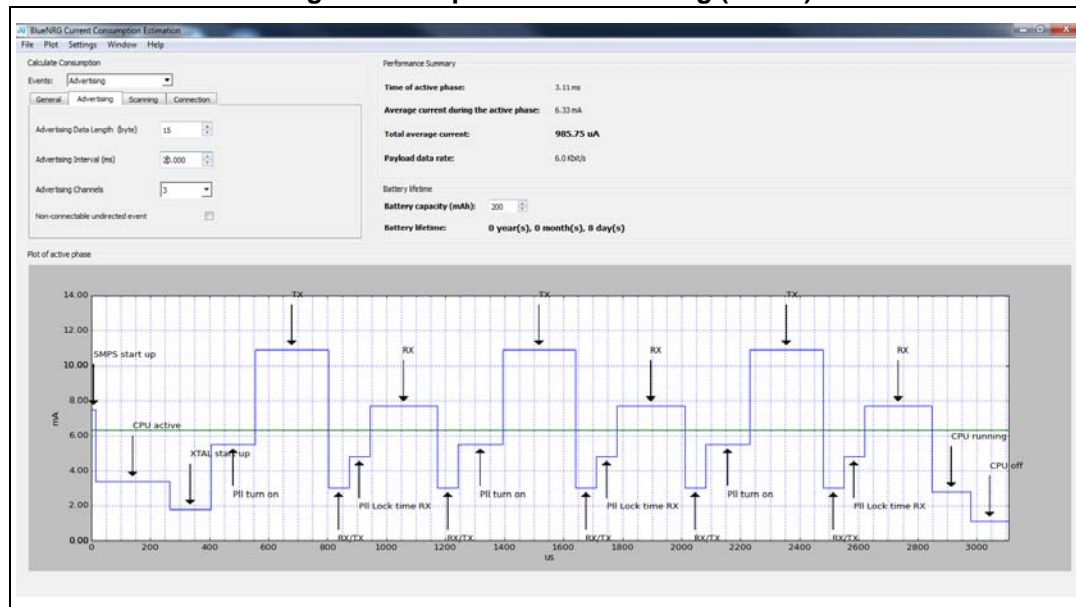 BlueNRG Current Consumption Estimation
File Plot Settings Window Help
Calculate Consumption
Events: Advertising
General Advertising Scanning Connection
Advertising Data Length (byte) 15
Advertising Interval (ms) 20.000
Advertising Channels 3
Non-connectable undirected event
Performance Summary
Time of active phase: 3.11 ms
Average current during the active phase: 6.33 mA
Total average current: 985.75 uA
Payload data rate: 6.0 Kbit/s
Battery lifetime
Battery capacity (mAh): 200
Battery lifetime: 0 year(s), 0 month(s), 8 day(s)
Plot of active phase
14.00
12.00
10.00
8.00
6.00
4.00
2.00
0.00
mA
SMPS start up
CPU active
XTAL start up
Pll turn on
TX
RX/TX
Pll Lock time RX
RX
RX/TX
Pll turn on
TX
RX/TX
Pll Lock time RX
RX
RX/TX
Pll turn on
TX
RX/TX
Pll Lock time RX
RX
CPU running
CPU off
0 200 400 600 800 1000 1200 1400 1600 1800 2000 2200 2400 2600 2800 3000
us